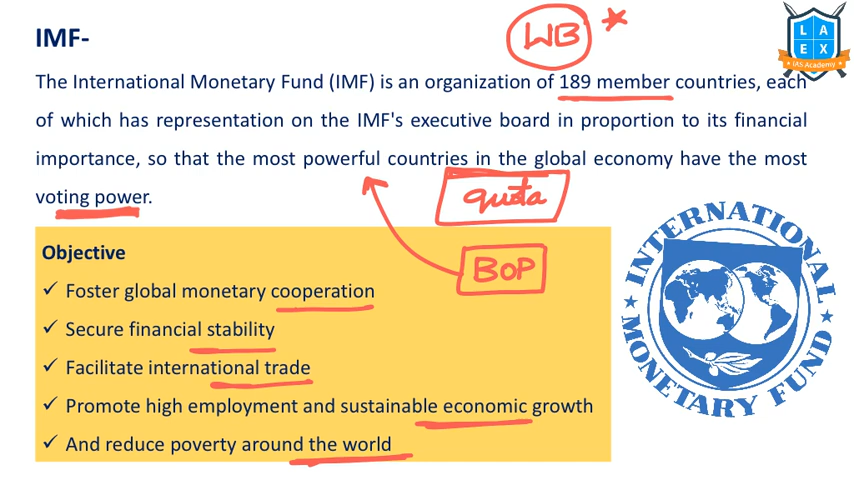 IMF-
WB
L A
E X
IAS Academy
The International Monetary Fund (IMF) is an organization of 189 member countries, each
of which has representation on the IMF's executive board in proportion to its financial
importance, so that the most powerful countries in the global economy have the most
voting power.
quota
BOP
Objective
✓ Foster global monetary cooperation
✓ Secure financial stability
✓ Facilitate international trade
✓ Promote high employment and sustainable economic growth
✓ And reduce poverty around the world
INTERNATIONAL
MONETARY FUND